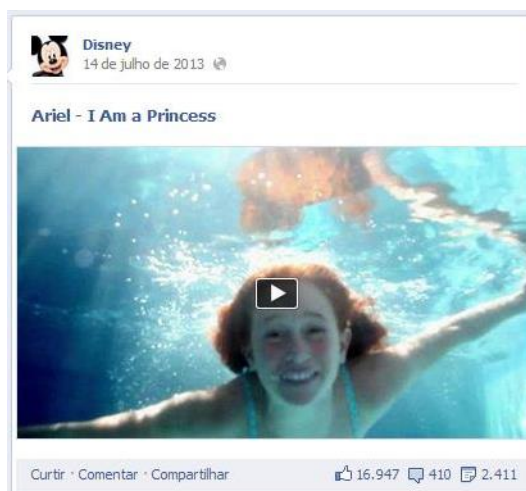 Disney
14 de julho de 2013
Ariel - I Am a Princess
Curtir · Comentar · Compartilhar 16.947 410 2.411